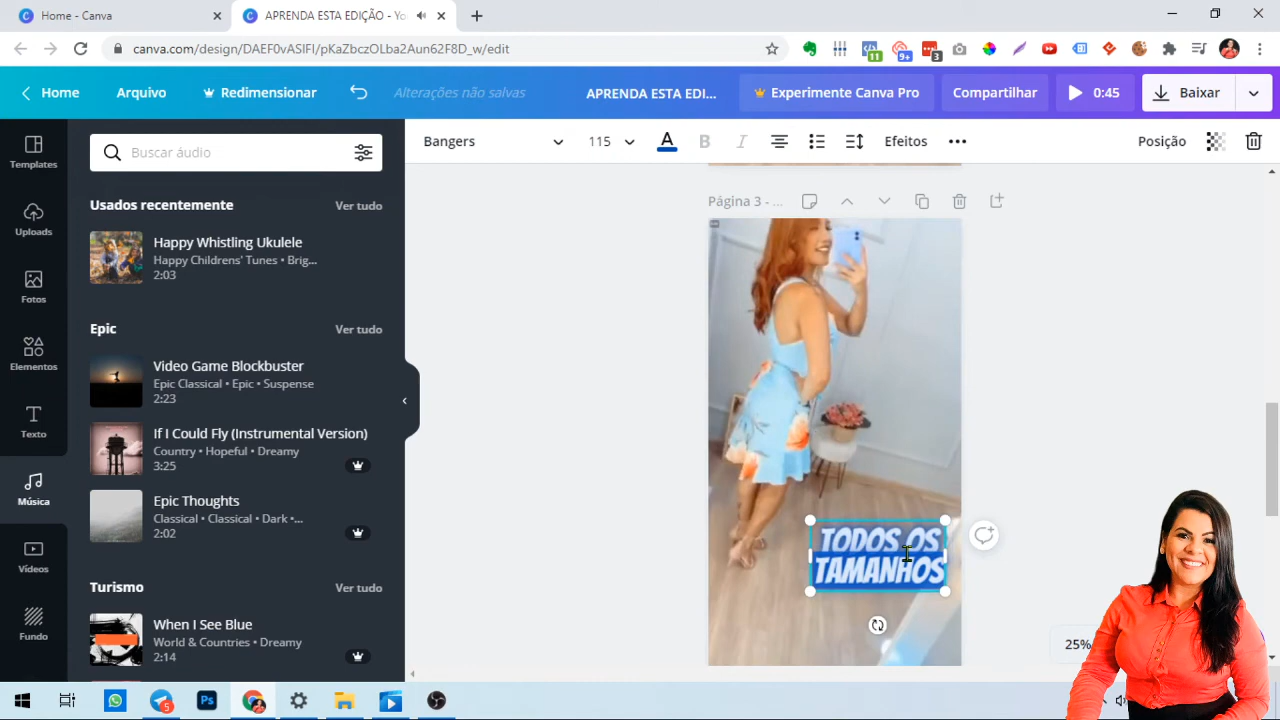 Home - Canva
APRENDA ESTA EDIÇÃO - Yo
canva.com/design/DAEF0vASIFI/pKaZbczOLba2Aun62F8D_w/edit
11
9+
3
Home
Arquivo
Redimensionar
Alterações não salvas
APRENDA ESTA EDI...
Experimente Canva Pro
Compartilhar
0:45
Baixar
Templates
Uploads
Fotos
Elementos
Texto
Música
Vídeos
Fundo
Buscar áudio
Usados recentemente
Ver tudo
Happy Whistling Ukulele
Happy Childrens' Tunes • Brig...
2:03
Epic
Ver tudo
Video Game Blockbuster
Epic Classical • Epic • Suspense
2:23
If I Could Fly (Instrumental Version)
Country • Hopeful • Dreamy
3:25
Epic Thoughts
Classical • Classical • Dark •...
2:02
Turismo
Ver tudo
When I See Blue
World & Countries • Dreamy
2:14
Bangers
115
A
B
I
Efeitos
Posição
Página 3 - ...
TODOS OS
TAMANHOS
25%
5
Ps